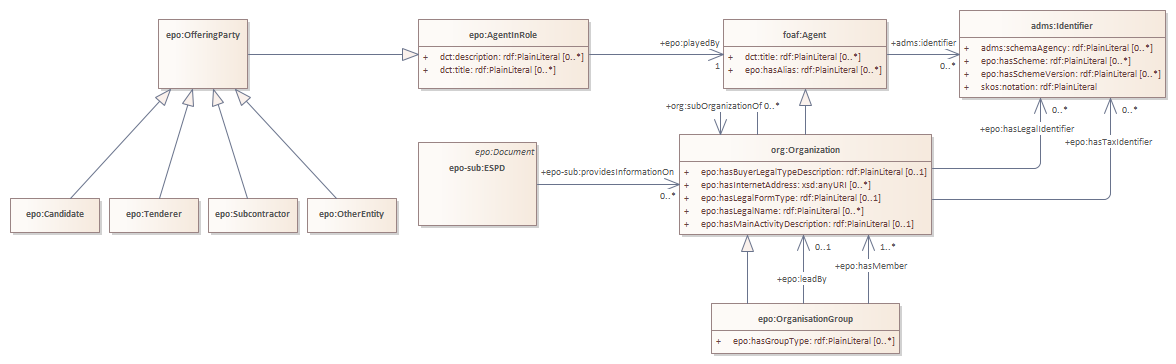 epo:OfferingParty
epo:AgentInRole
+ dct:description: rdf:PlainLiteral [0..*]
+ dct:title: rdf:PlainLiteral [0..*]
+epo:playedBy
1
foaf:Agent
+ dct:title: rdf:PlainLiteral [0..*]
+ epo:hasAlias: rdf:PlainLiteral [0..*]
+adms:identifier
0..*
adms:Identifier
+ adms:schemaAgency: rdf:PlainLiteral [0..*]
+ epo:hasScheme: rdf:PlainLiteral [0..*]
+ epo:hasSchemeVersion: rdf:PlainLiteral [0..*]
+ skos:notation: rdf:PlainLiteral
+org:subOrganizationOf 0..*
0..*
+epo:hasLegalIdentifier
0..*
+epo:hasTaxIdentifier
epo:Document
epo-sub:ESPD
+epo-sub:providesInformationOn
0..*
org:Organization
+ epo:hasBuyerLegalTypeDescription: rdf:PlainLiteral [0..1]
+ epo:hasInternetAddress: xsd:anyURI [0..*]
+ epo:hasLegalFormType: rdf:PlainLiteral [0..1]
+ epo:hasLegalName: rdf:PlainLiteral [0..*]
+ epo:hasMainActivityDescription: rdf:PlainLiteral [0..1]
epo:Candidate
epo:Tenderer
epo:Subcontractor
epo:OtherEntity
0..1
+epo:leadBy
1..*
+epo:hasMember
epo:OrganisationGroup
+ epo:hasGroupType: rdf:PlainLiteral [0..*]